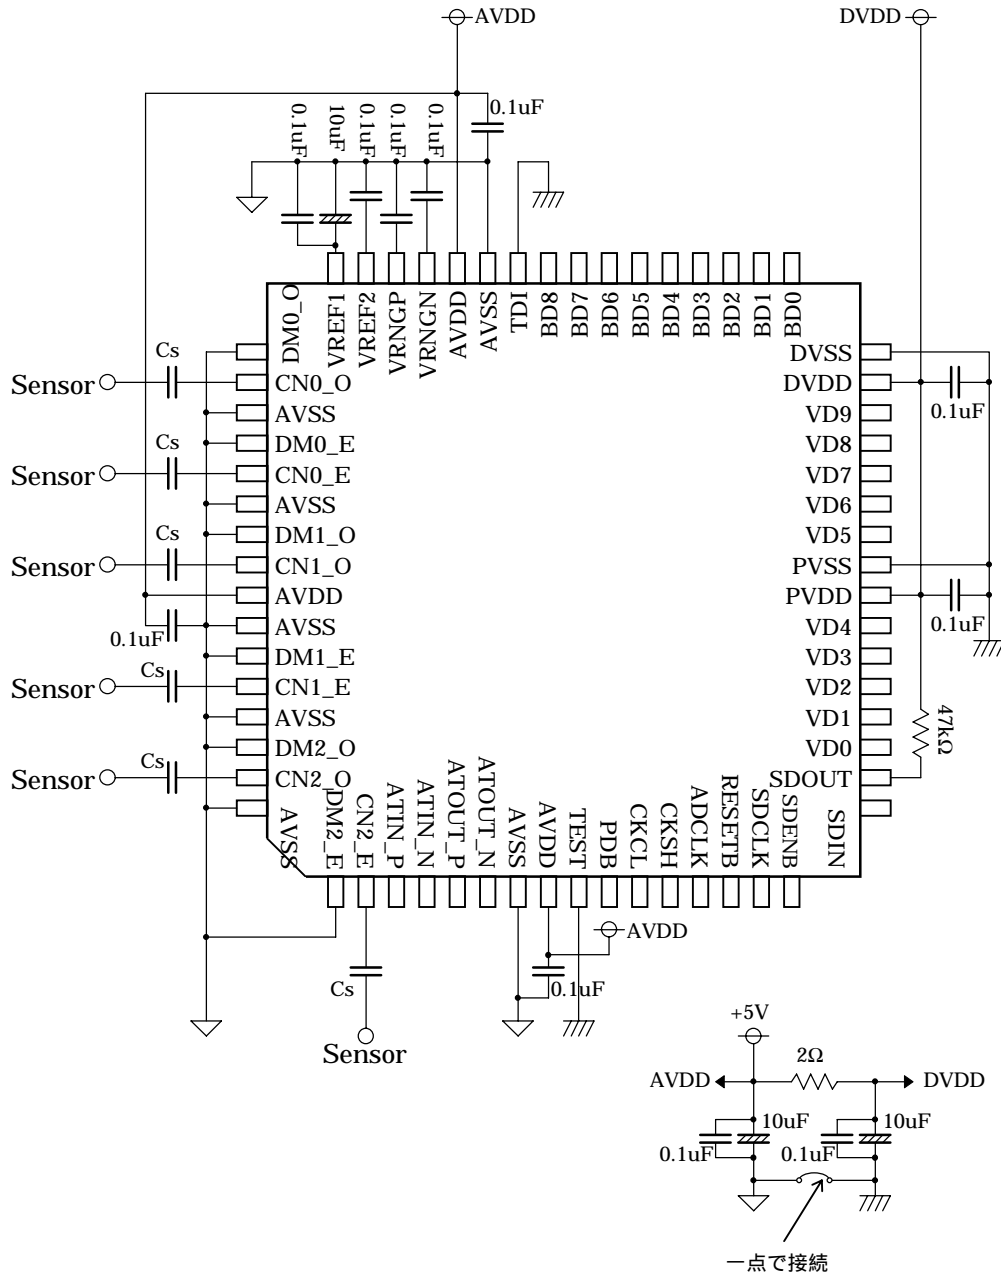 AVDD
DVDD
0.1uF
10uF
0.1uF
0.1uF
0.1uF
0.1uF
DM0_O
VREF1
VREF2
VRNGP
VRNGN
AVDD
AVSS
TDI
BD8
BD7
BD6
BD5
BD4
BD3
BD2
BD1
BD0
Cs
Sensor
CN0_O
AVSS
DM0_E
Cs
Sensor
CN0_E
AVSS
DM1_O
Cs
Sensor
CN1_O
AVDD
0.1uF
AVSS
DM1_E
Cs
Sensor
CN1_E
AVSS
DM2_O
Cs
Sensor
CN2_O
DVSS
DVDD
0.1uF
VD9
VD8
VD7
VD6
VD5
PVSS
PVDD
0.1uF
VD4
VD3
VD2
VD1
VD0
47kΩ
SDOUT
AVSS
DM2_E
CN2_E
ATIN_P
ATIN_N
ATOUT_P
ATOUT_N
AVSS
AVDD
TEST
PDB
CKCL
CKSH
ADCLK
RESETB
SDCLK
SDENB
SDIN
AVDD
Cs
0.1uF
Sensor
+5V
2Ω
AVDD
DVDD
10uF
10uF
0.1uF
0.1uF
一点で接続